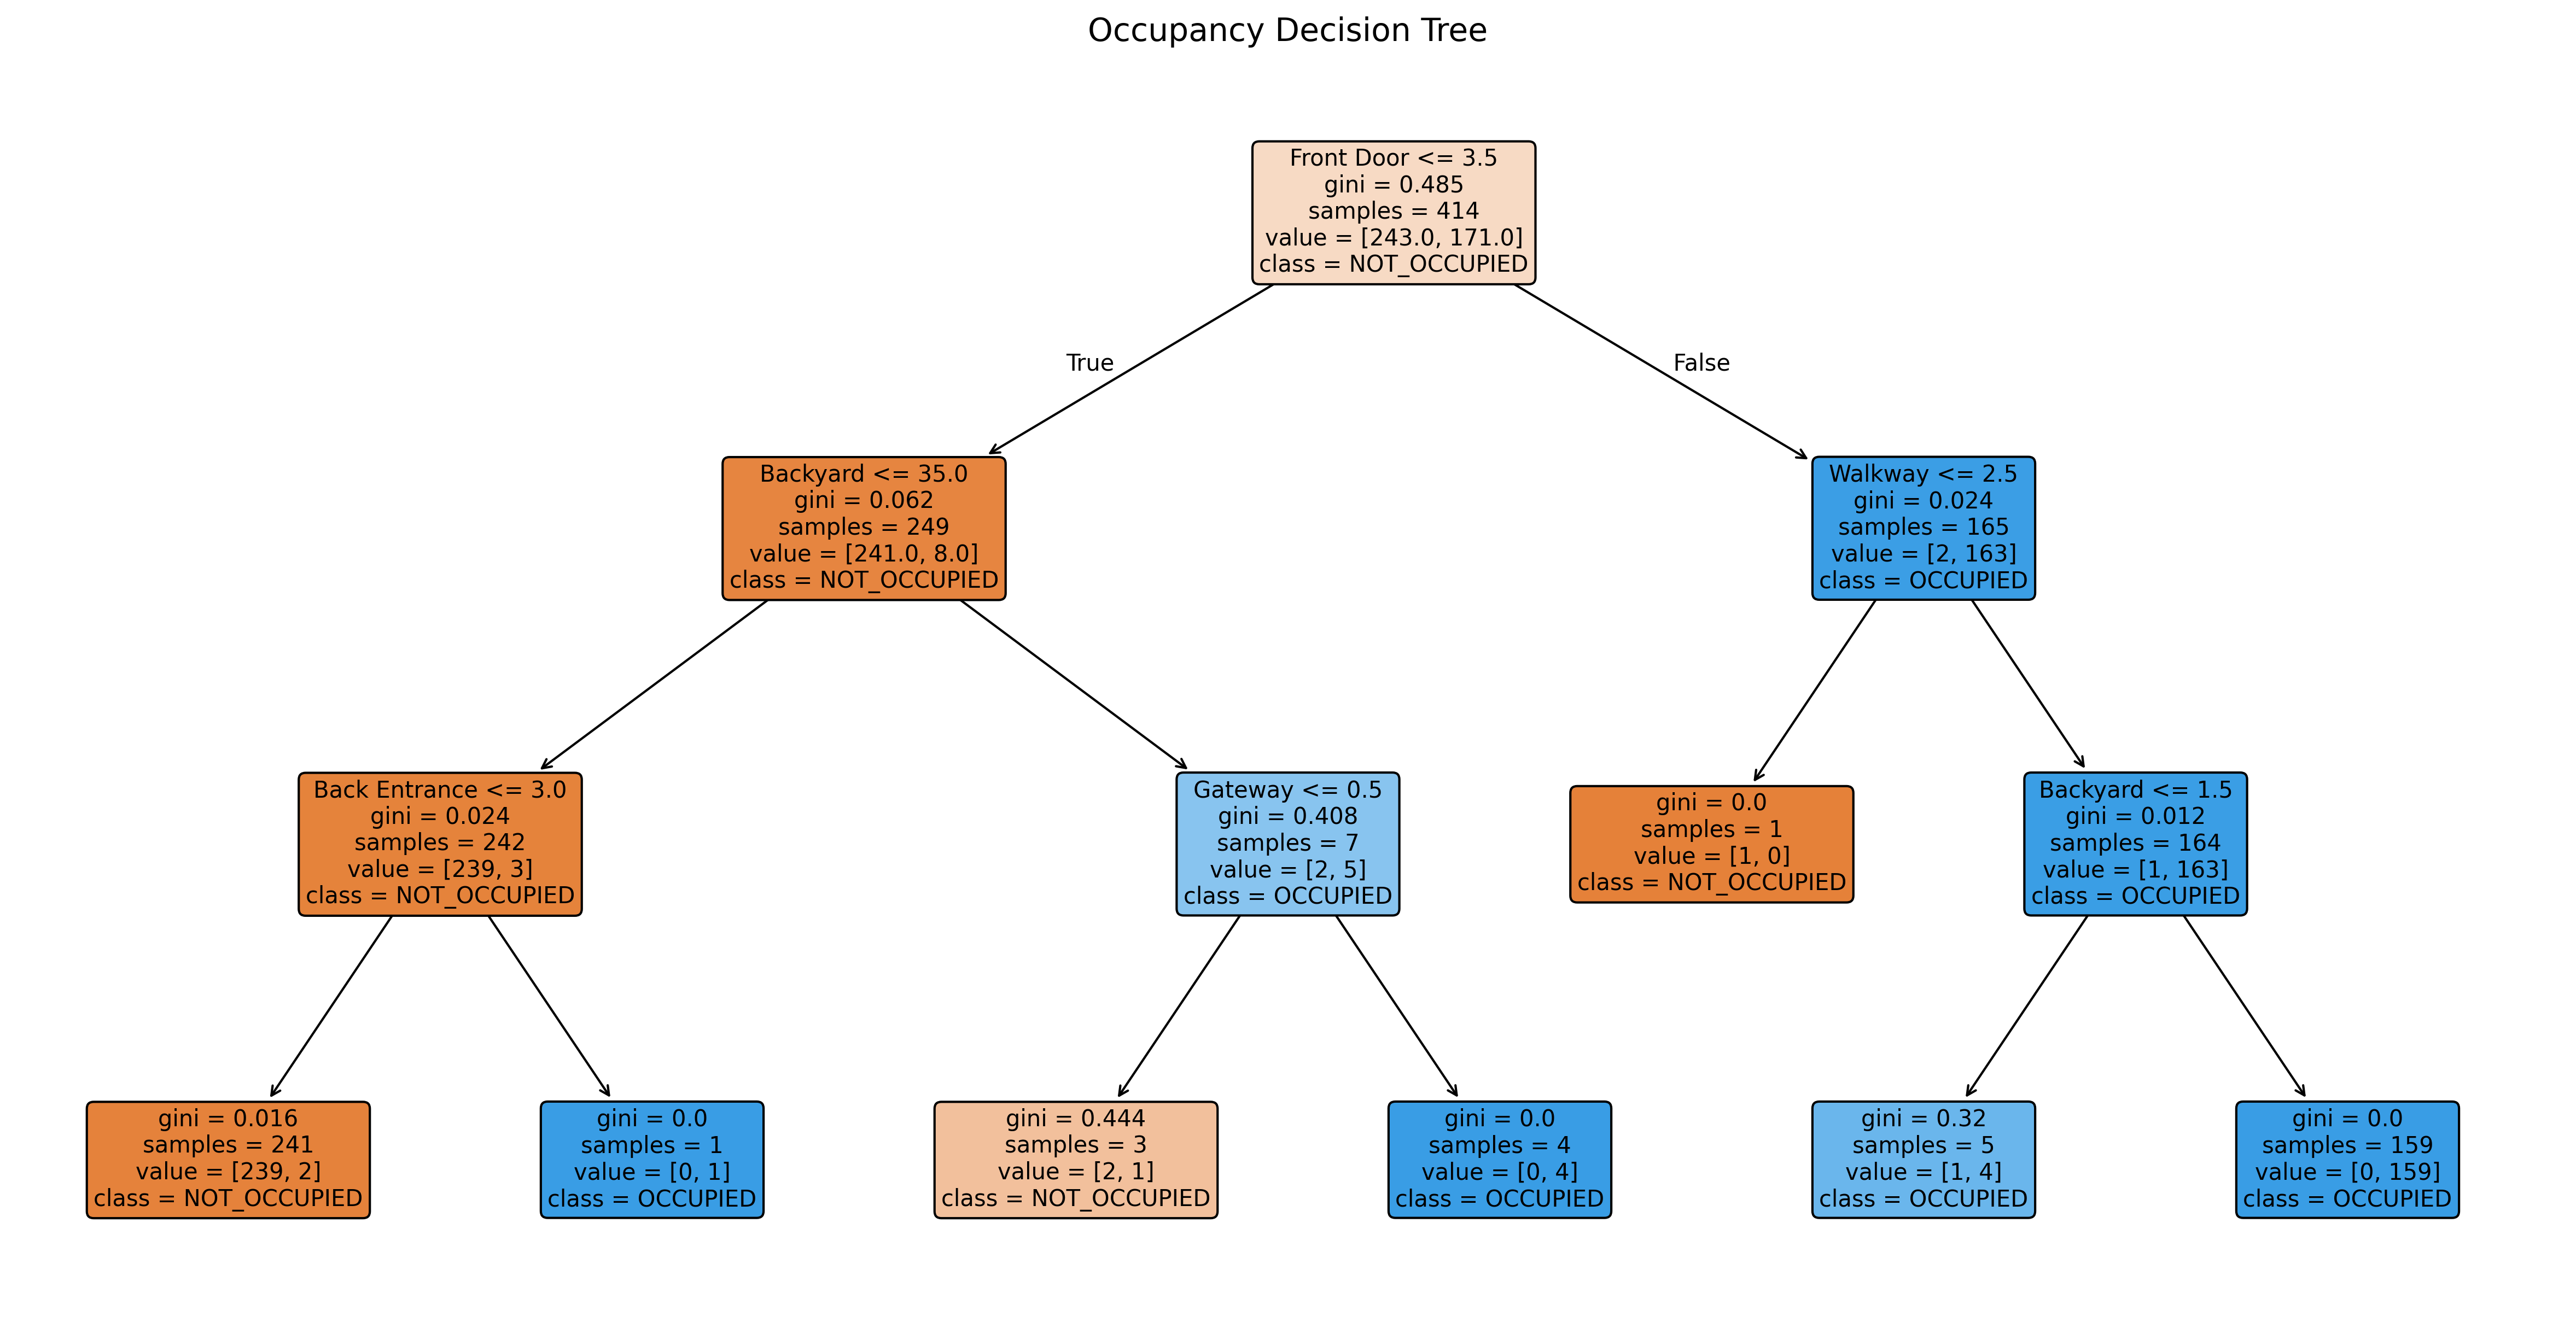 Occupancy Decision Tree
Front Door <= 3.5
gini = 0.485
samples = 414
value = [243.0, 171.0]
class = NOT_OCCUPIED
True
False
Backyard <= 35.0
gini = 0.062
samples = 249
value = [241.0, 8.0]
class = NOT_OCCUPIED
Walkway <= 2.5
gini = 0.024
samples = 165
value = [2, 163]
class = OCCUPIED
Back Entrance <= 3.0
gini = 0.024
samples = 242
value = [239, 3]
class = NOT_OCCUPIED
Gateway <= 0.5
gini = 0.408
samples = 7
value = [2, 5]
class = OCCUPIED
gini = 0.0
samples = 1
value = [1, 0]
class = NOT_OCCUPIED
Backyard <= 1.5
gini = 0.012
samples = 164
value = [1, 163]
class = OCCUPIED
gini = 0.016
samples = 241
value = [239, 2]
class = NOT_OCCUPIED
gini = 0.0
samples = 1
value = [0, 1]
class = OCCUPIED
gini = 0.444
samples = 3
value = [2, 1]
class = NOT_OCCUPIED
gini = 0.0
samples = 4
value = [0, 4]
class = OCCUPIED
gini = 0.32
samples = 5
value = [1, 4]
class = OCCUPIED
gini = 0.0
samples = 159
value = [0, 159]
class = OCCUPIED